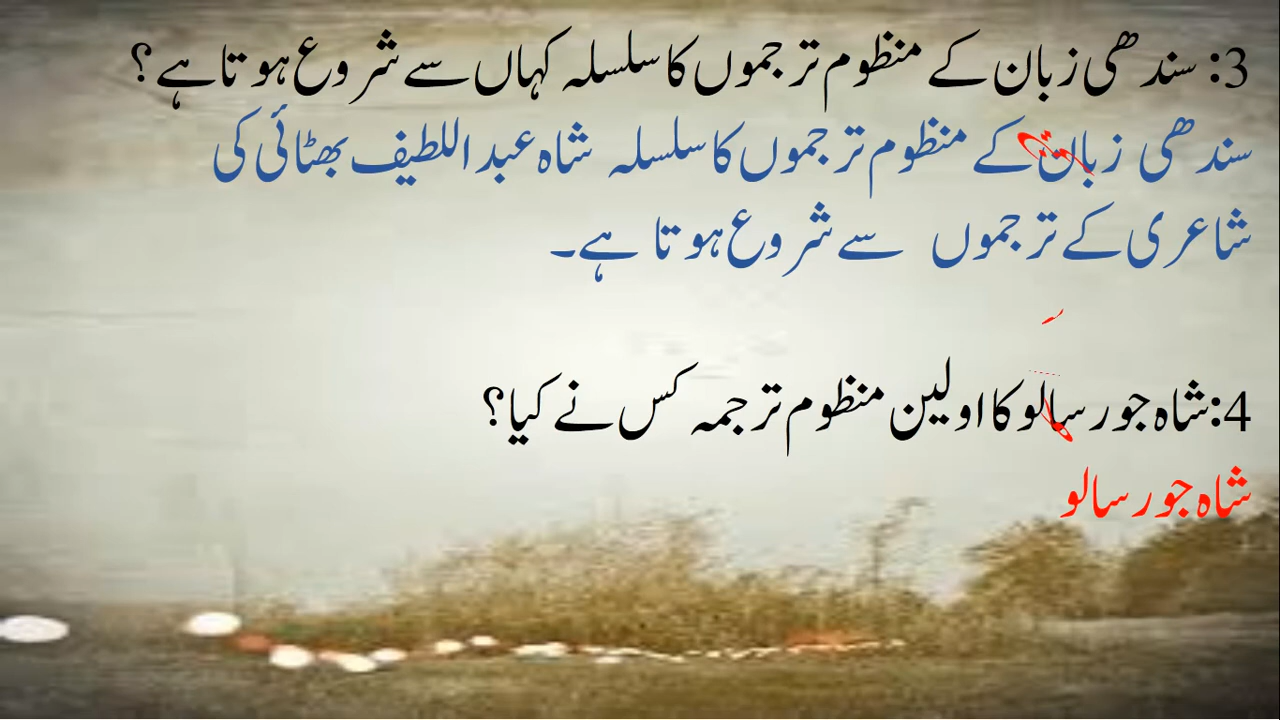 3: سندھی زبان کے منظوم ترجموں کا سلسلہ کہاں سے شروع ہوتا ہے؟
سندھی زبان کے منظوم ترجموں کا سلسلہ شاہ عبد اللطیف بھٹائی کی
شاعری کے ترجموں سے شروع ہوتا ہے۔
4:شاہ جو رسالو کا اولین منظوم ترجمہ کس نے کیا؟
شاہ جو رسالو